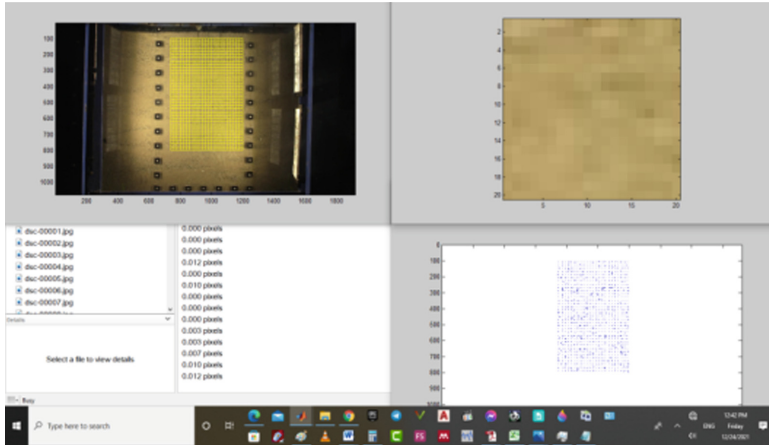 100
200
300
400
500
600
700
800
900
1000
200 400 600 800 1000 1200 1400 1600 1800
2
4
6
8
10
12
14
16
18
20
5 10 15 20
dsc-00001.jpg
dsc-00002.jpg
dsc-00003.jpg
dsc-00004.jpg
dsc-00005.jpg
dsc-00006.jpg
dsc-00007.jpg
Details
Select a file to view details
0.000 pixels
0.000 pixels
0.000 pixels
0.012 pixels
0.000 pixels
0.010 pixels
0.000 pixels
0.000 pixels
0.000 pixels
0.003 pixels
0.003 pixels
0.007 pixels
0.010 pixels
0.012 pixels
0
100
200
300
400
500
600
700
800
900
Busy
Type here to search
ENG
12:42 PM
Friday
12/24/2021